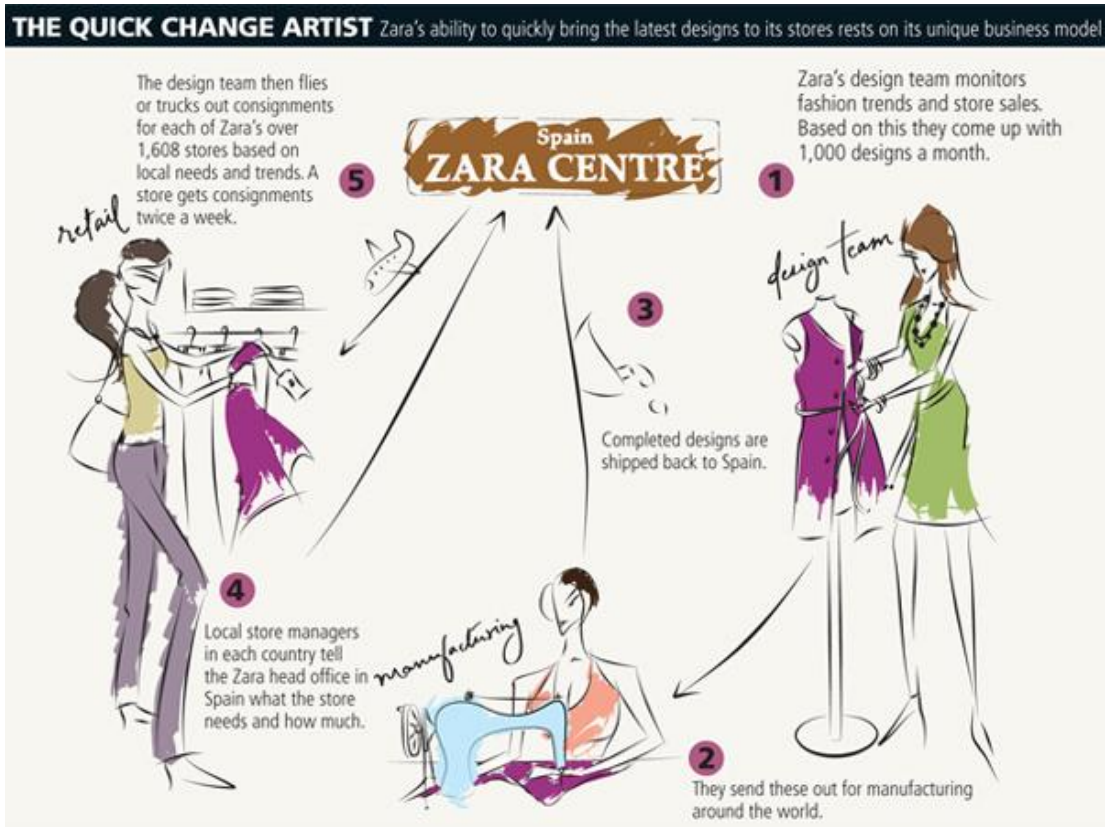 THE QUICK CHANGE ARTIST Zara's ability to quickly bring the latest designs to its stores rests on its unique business model
Spain
ZARA CENTRE
1
Zara's design team monitors
fashion trends and store sales.
Based on this they come up with
1,000 designs a month.
design team
2
They send these out for manufacturing
around the world.
manufacturing
3
Completed designs are
shipped back to Spain.
4
Local store managers
in each country tell
the Zara head office in
Spain what the store
needs and how much.
5
The design team then flies
or trucks out consignments
for each of Zara's over
1,608 stores based on
local needs and trends. A
store gets consignments
twice a week.
retail